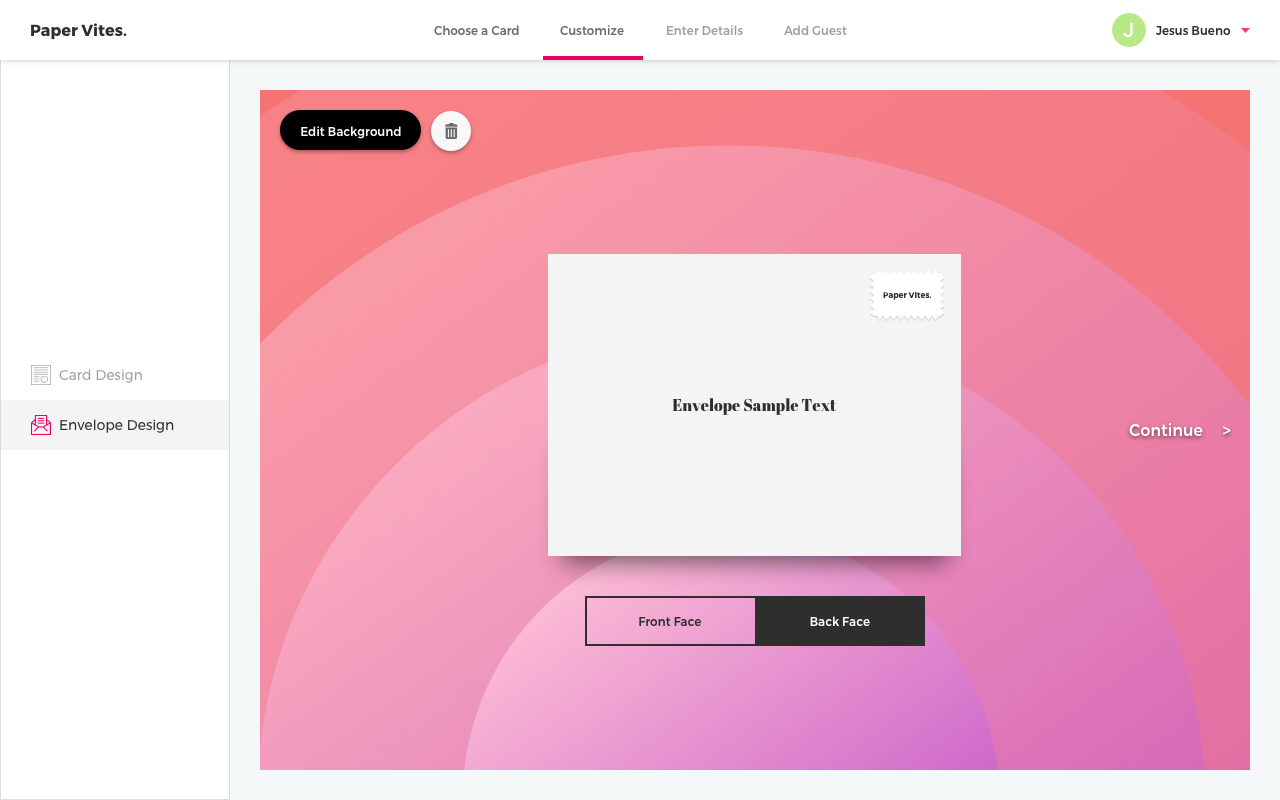 Paper Vites.
Choose a Card
Customize
Enter Details
Add Guest
J
Jesus Bueno
Edit Background
Paper Vites.
Envelope Sample Text
Card Design
Envelope Design
Continue >
Front Face
Back Face